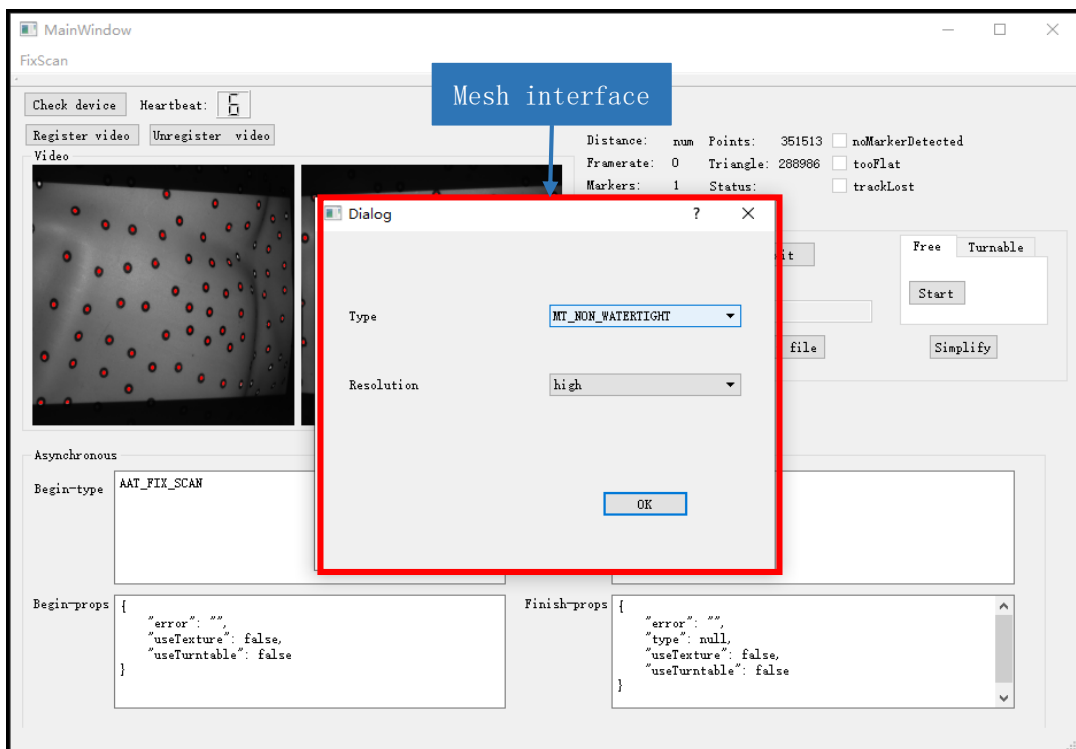 MainWindow
FixScan
Mesh interface
Check device Heartbeat: 6
Register video Unregister video
Video
Distance: num Points: 351513 noMarkerDetected
Framerate: 0 Triangle: 288986 tooFlat
Markers: 1 Status: trackLost
Dialog ? ×
Type MT_NON_WATERTIGHT
Resolution high
OK
Free Turnable
Start
file Simplify
Asynchronous
Begin-type AAT_FIX_SCAN
Begin-props {
"error": "",
"useTexture": false,
"useTurntable": false
}
Finish-props {
"error": "",
"type": null,
"useTexture": false,
"useTurntable": false
}